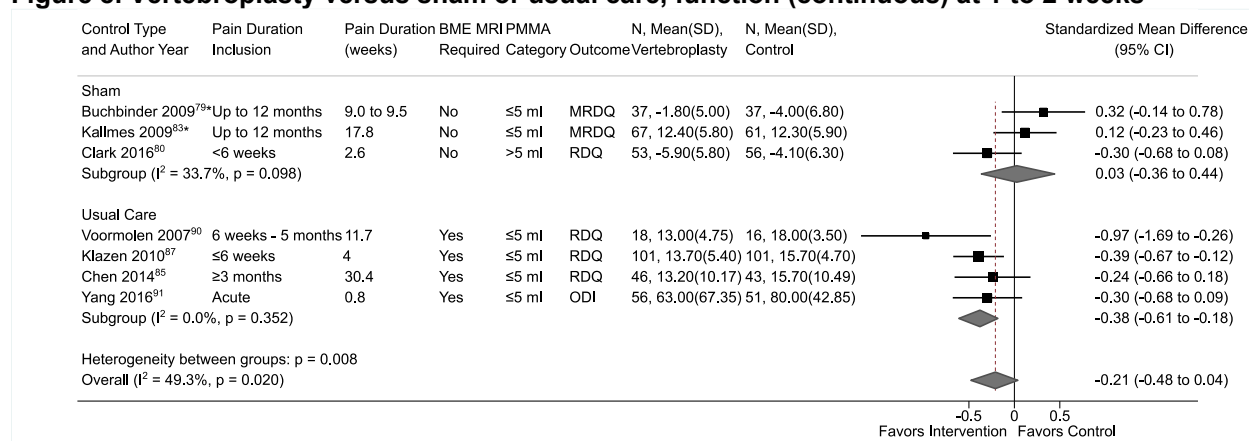 Figure 3. Vertebroplasty versus sham or usual care, function (continuous) at 1 to 2 weeks
Control Type and Author Year Pain Duration Inclusion Pain Duration (weeks) BME MRI Required PMMA Category Outcome N, Mean(SD), Vertebroplasty N, Mean(SD), Control Standardized Mean Difference (95% CI)
Sham
Buchbinder 2009⁷⁹* Up to 12 months 9.0 to 9.5 No ≤5 ml MRDQ 37, -1.80(5.00) 37, -4.00(6.80) 0.32 (-0.14 to 0.78)
Kallmes 2009⁸³* Up to 12 months 17.8 No ≤5 ml MRDQ 67, 12.40(5.80) 61, 12.30(5.90) 0.12 (-0.23 to 0.46)
Clark 2016⁸⁰ <6 weeks 2.6 No >5 ml RDQ 53, -5.90(5.80) 56, -4.10(6.30) -0.30 (-0.68 to 0.08)
Subgroup (I² = 33.7%, p = 0.098) 0.03 (-0.36 to 0.44)
Usual Care
Voormolen 2007⁹⁰ 6 weeks - 5 months 11.7 Yes ≤5 ml RDQ 18, 13.00(4.75) 16, 18.00(3.50) -0.97 (-1.69 to -0.26)
Klazen 2010⁸⁷ ≤6 weeks 4 Yes ≤5 ml RDQ 101, 13.70(5.40) 101, 15.70(4.70) -0.39 (-0.67 to -0.12)
Chen 2014⁸⁵ ≥3 months 30.4 Yes ≤5 ml RDQ 46, 13.20(10.17) 43, 15.70(10.49) -0.24 (-0.66 to 0.18)
Yang 2016⁹¹ Acute 0.8 Yes ≤5 ml ODI 56, 63.00(67.35) 51, 80.00(42.85) -0.30 (-0.68 to 0.09)
Subgroup (I² = 0.0%, p = 0.352) -0.38 (-0.61 to -0.18)
Heterogeneity between groups: p = 0.008
Overall (I² = 49.3%, p = 0.020) -0.21 (-0.48 to 0.04)
-0.5 0 0.5
Favors Intervention Favors Control